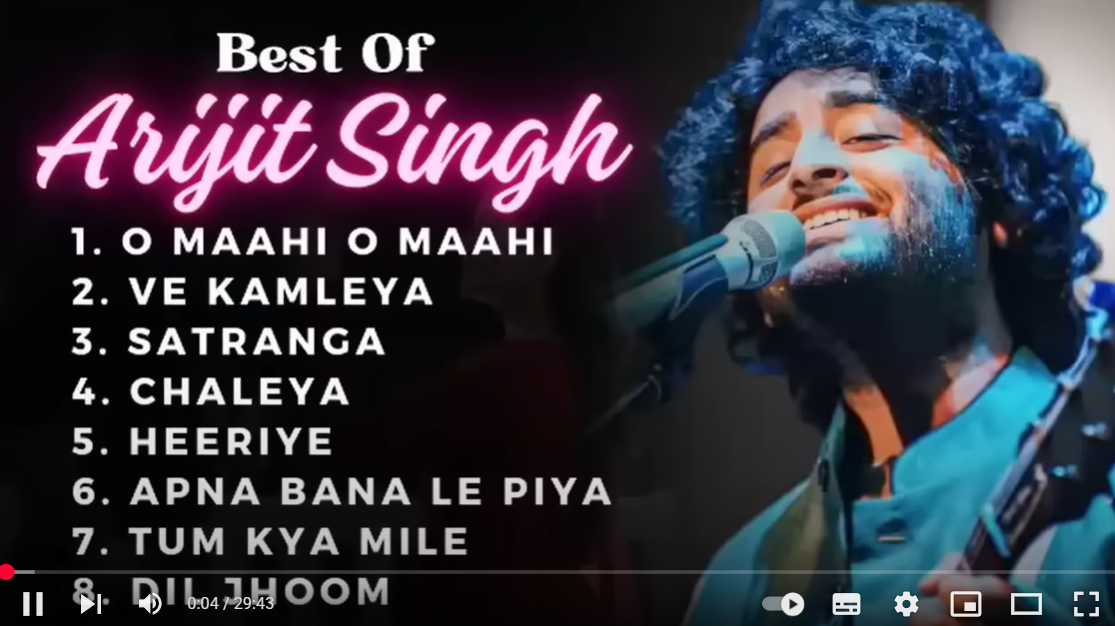 Best Of
Arijit Singh
1. O MAAHI O MAAHI
2. VE KAMLEYA
3. SATRANGA
4. CHALEYA
5. HEERIYE
6. APNA BANA LE PIYA
7. TUM KYA MILE
8. DIL JHOOM
0:04 / 29:43